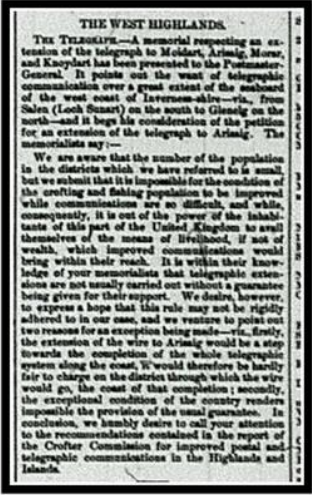 THE WEST HIGHLANDS.
THE TELEGRAPH.—A memorial respecting an ex-
tension of the telegraph to Moidart, Arisaig, Morar,
and Knoydart has been presented to the Postmaster-
General. It points out the want of telegraphic
communication over a great extent of the seaboard
of the west coast of Inverness-shire—viz., from
Salen (Loch Sunart) on the south to Glenelg on the
north—and it begs his consideration of the petition
for an extension of the telegraph to Arisaig. The
memorialists say:—
We are aware that the number of the population
in the districts which we have referred to is small,
but we submit that it is impossible for the condition of
the crofting and fishing population to be improved
while communications are so difficult, and while,
consequently, it is out of the power of the inhabi-
tants of this part of the United Kingdom to avail
themselves of the means of livelihood, if not of
wealth, which improved communications would
bring within their reach. It is within their know-
ledge of your memorialists that telegraphic exten-
sions are not usually carried out without a guarantee
being given for their support. We desire, however,
to express a hope that this rule may not be rigidly
adhered to in our case, and we venture to point out
two reasons for an exception being made—viz., firstly,
the extension of the wire to Arisaig would be a step
towards the completion of the whole telegraphic
system along the coast, it would therefore be hardly
fair to charge on the district through which the wire
would go, the coast of that completion; secondly,
the exceptional condition of the country renders
impossible the provision of the usual guarantee. In
conclusion, we humbly desire to call your attention
to the recommendations contained in the report of
the Crofter Commission for improved postal and
telegraphic communications in the Highlands and
Islands.